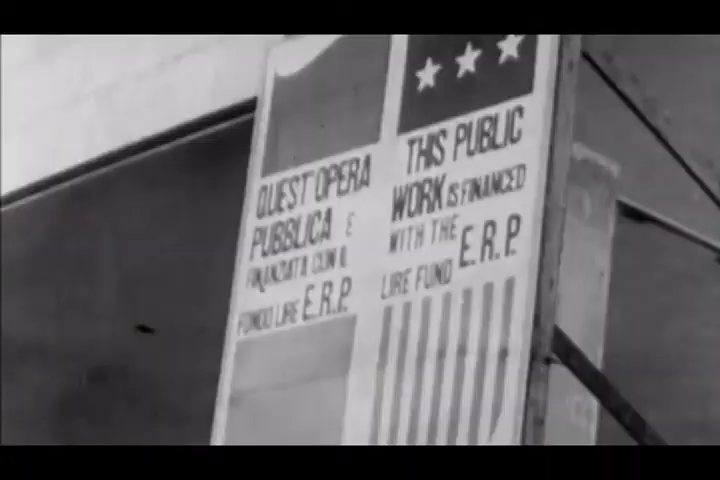 QUEST'OPERA
PUBBLICA E
FINANZIATA CON IL
FONDO LIRE E.R.P.
THIS PUBLIC
WORK IS FINANCED
WITH THE
LIRE FUND E.R.P.